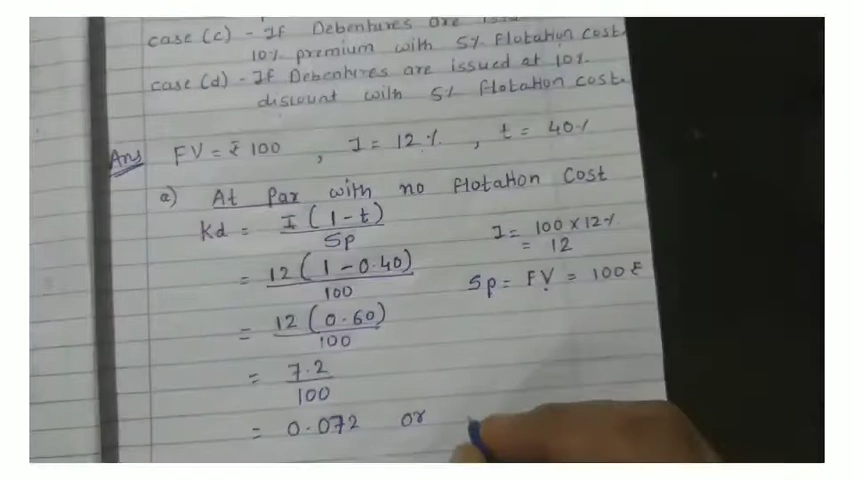 case (c) - If Debentures are
10% premium with 5% flotation cost.
case (d) - If Debentures are issued at 10%
discount with 5% flotation cost.
Ans FV = ₹ 100 , I = 12% , t = 40%
a) At Par with no flotation Cost
Kd = I (1-t) / Sp
I = 100 x 12%
= 12
= 12 (1-0.40) / 100
Sp = FV = 100 ₹
= 12 (0.60) / 100
= 7.2 / 100
= 0.072 or